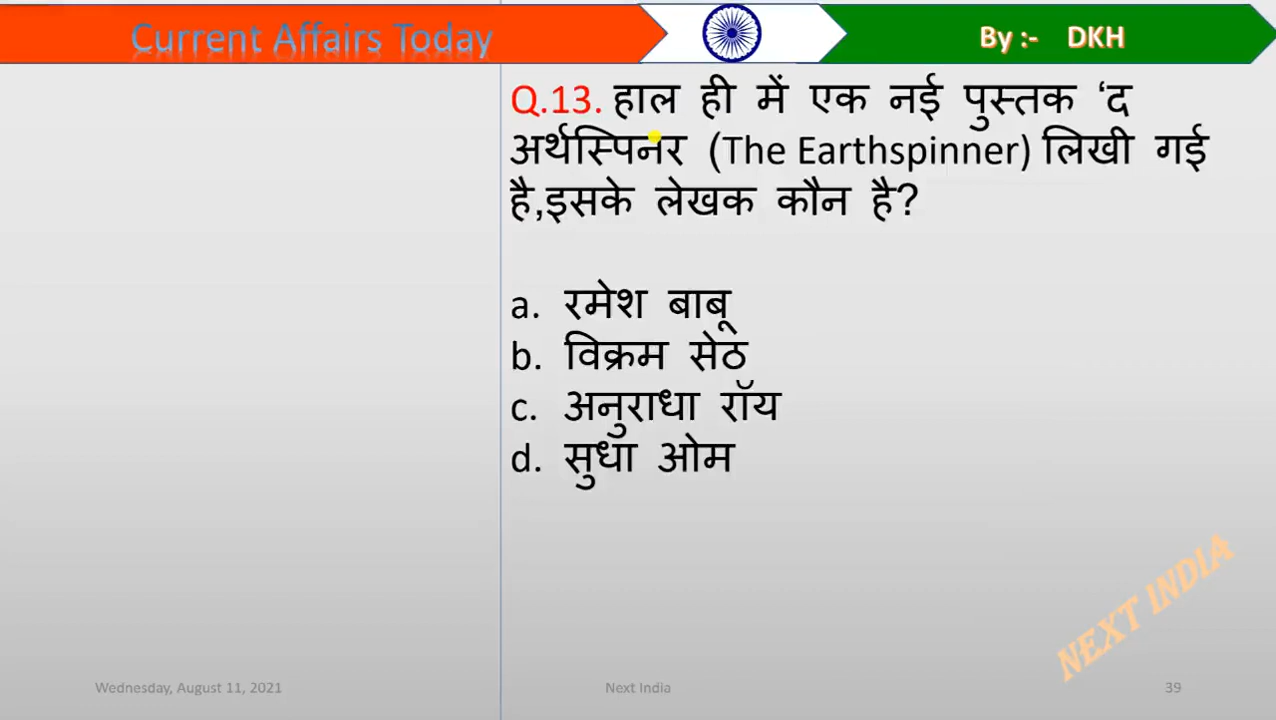 Current Affairs Today
By :- DKH
Q.13. हाल ही में एक नई पुस्तक ‘द
अर्थस्पिनर (The Earthspinner) लिखी गई
है,इसके लेखक कौन है?
a. रमेश बाबू
b. विक्रम सेठ
c. अनुराधा रॉय
d. सुधा ओम
NEXT INDIA
Wednesday, August 11, 2021
Next India
39